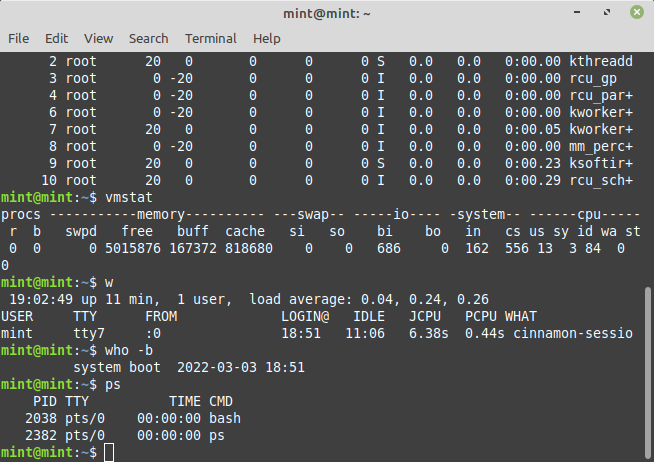 mint@mint: ~
File Edit View Search Terminal Help
2 root 20 0 0 0 0 S 0.0 0.0 0:00.00 kthreadd
3 root 0 -20 0 0 0 I 0.0 0.0 0:00.00 rcu_gp
4 root 0 -20 0 0 0 I 0.0 0.0 0:00.00 rcu_par+
6 root 0 -20 0 0 0 I 0.0 0.0 0:00.00 kworker+
7 root 20 0 0 0 0 I 0.0 0.0 0:00.05 kworker+
8 root 0 -20 0 0 0 I 0.0 0.0 0:00.00 mm_perc+
9 root 20 0 0 0 0 S 0.0 0.0 0:00.23 ksoftir+
10 root 20 0 0 0 0 I 0.0 0.0 0:00.29 rcu_sch+
mint@mint:~$ vmstat
procs -----------memory---------- ---swap-- -----io---- -system-- ------cpu-----
r b swpd free buff cache si so bi bo in cs us sy id wa st
0 0 0 5015876 167372 818680 0 0 686 0 162 556 13 3 84 0
0
mint@mint:~$ w
19:02:49 up 11 min, 1 user, load average: 0.04, 0.24, 0.26
USER TTY FROM LOGIN@ IDLE JCPU PCPU WHAT
mint tty7 :0 18:51 11:06 6.38s 0.44s cinnamon-sessio
mint@mint:~$ who -b
system boot 2022-03-03 18:51
mint@mint:~$ ps
PID TTY TIME CMD
2038 pts/0 00:00:00 bash
2382 pts/0 00:00:00 ps
mint@mint:~$